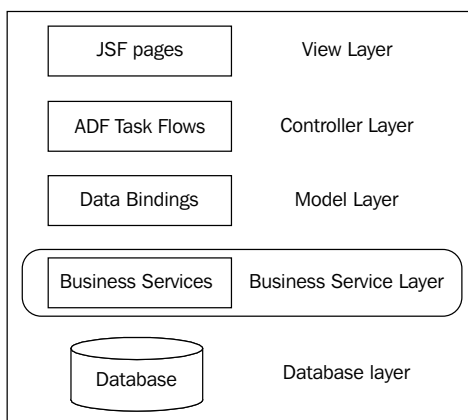 JSF pages View Layer
ADF Task Flows Controller Layer
Data Bindings Model Layer
Business Services Business Service Layer
Database Database layer